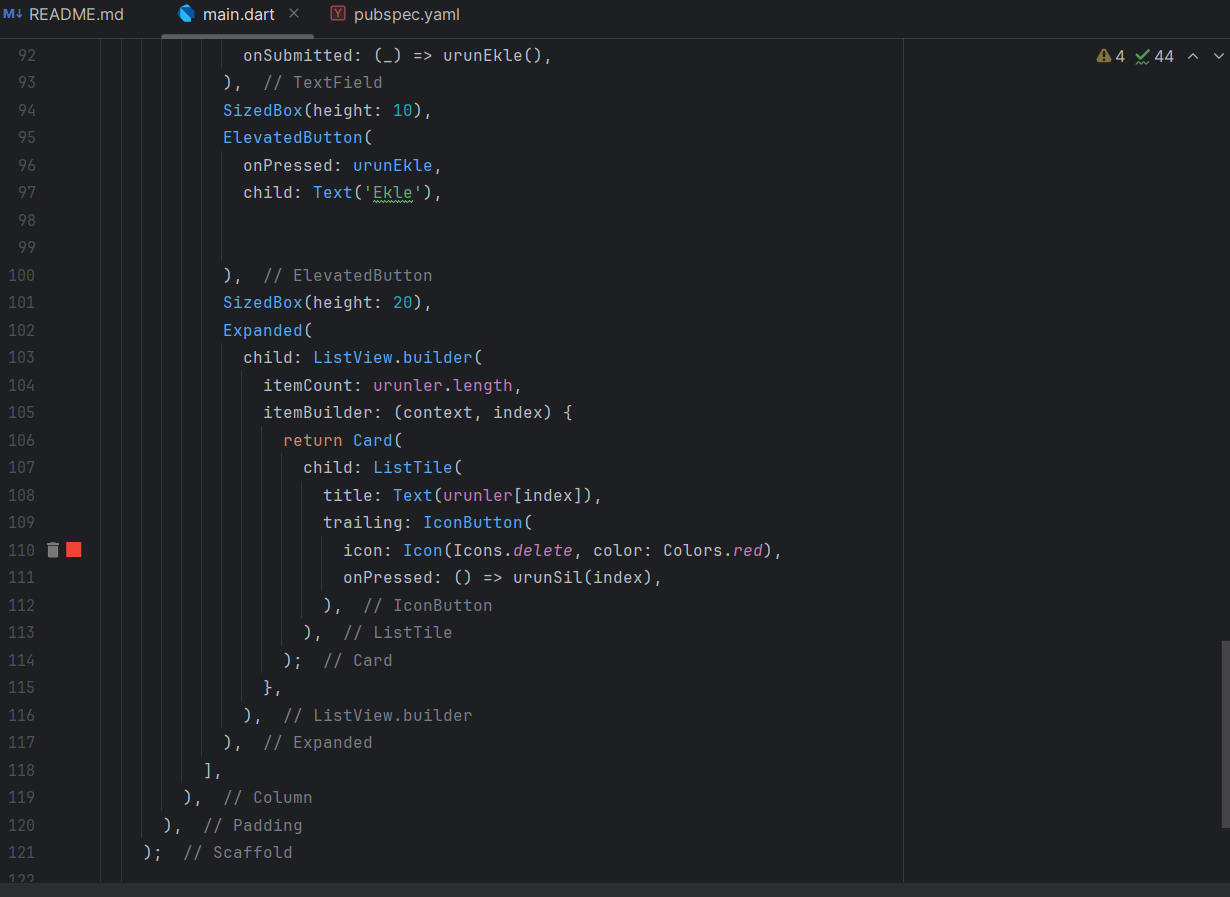 M↓ README.md main.dart × Y pubspec.yaml
4 44
92 onSubmitted: (_) => urunEkle(),
93 ), // TextField
94 SizedBox(height: 10),
95 ElevatedButton(
96 onPressed: urunEkle,
97 child: Text('Ekle'),
98
99
100 ), // ElevatedButton
101 SizedBox(height: 20),
102 Expanded(
103 child: ListView.builder(
104 itemCount: urunler.length,
105 itemBuilder: (context, index) {
106 return Card(
107 child: ListTile(
108 title: Text(urunler[index]),
109 trailing: IconButton(
110 icon: Icon(Icons.delete, color: Colors.red),
111 onPressed: () => urunSil(index),
112 ), // IconButton
113 ), // ListTile
114 ); // Card
115 },
116 ), // ListView.builder
117 ), // Expanded
118 ],
119 ), // Column
120 ), // Padding
121 ); // Scaffold
122